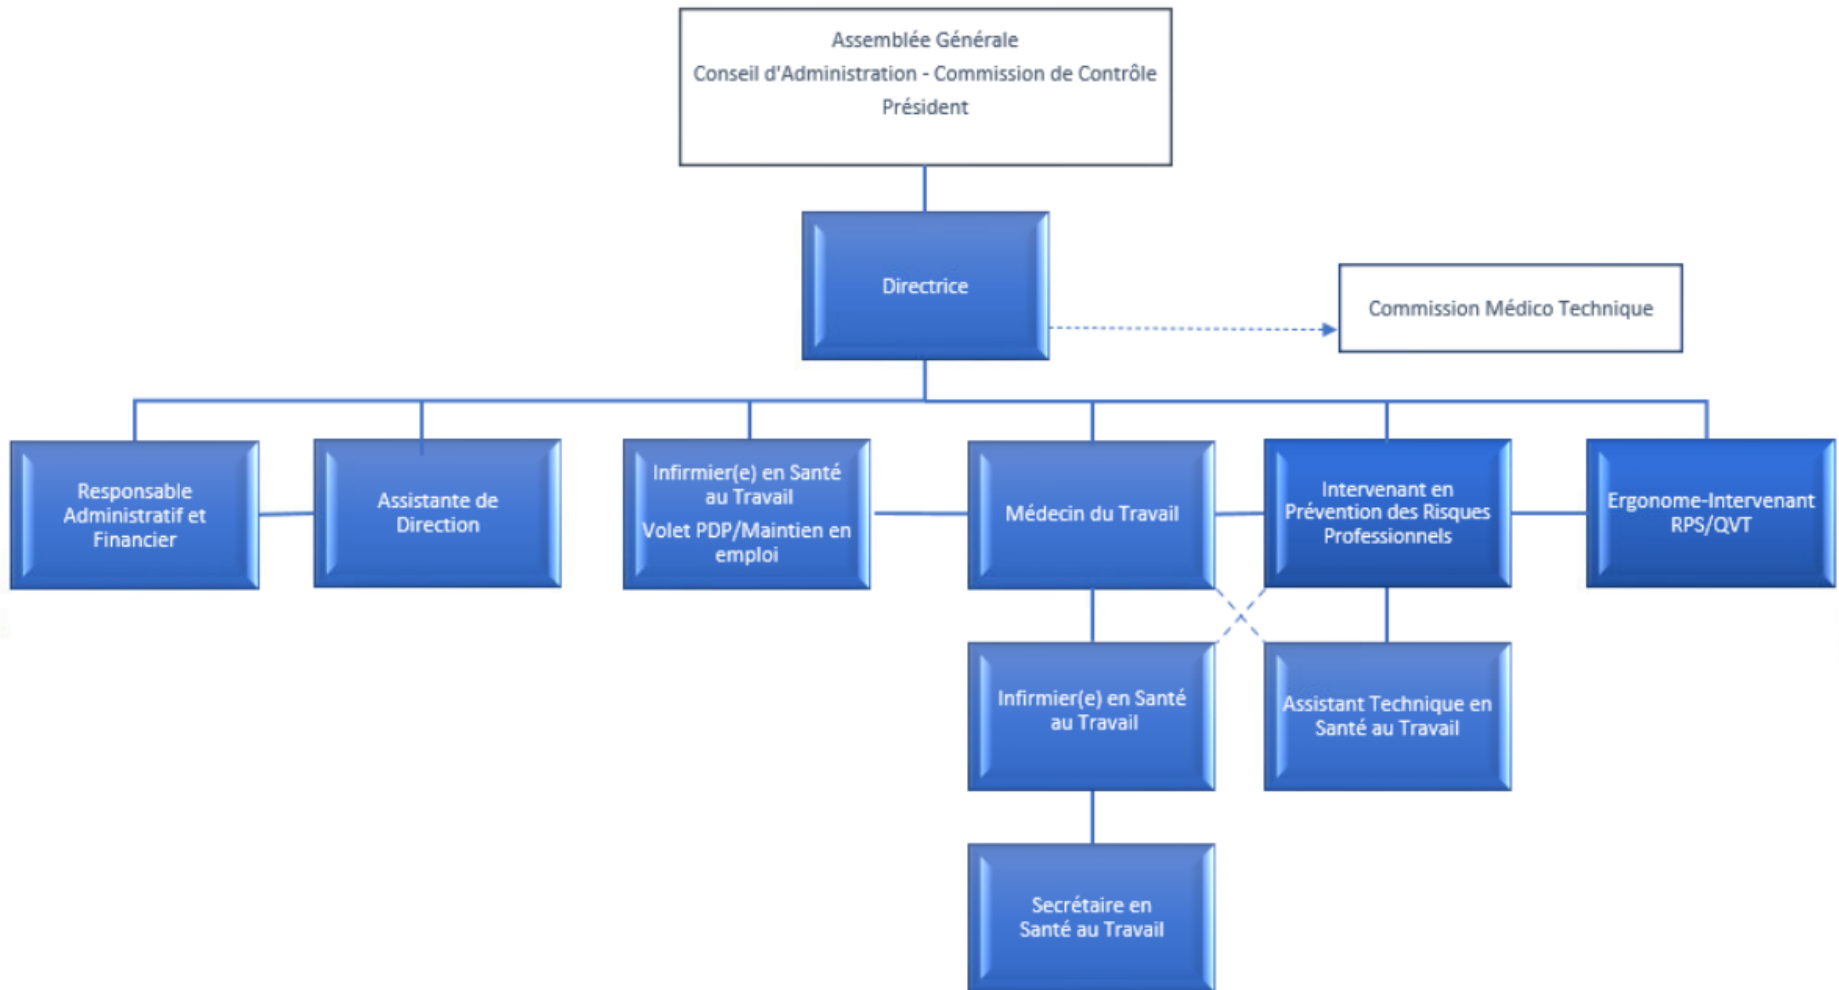 Assemblée Générale
Conseil d'Administration - Commission de Contrôle
Président
Directrice
Commission Médico Technique
Responsable
Administratif et
Financier
Assistante de
Direction
Infirmier(e) en Santé
au Travail
Volet PDP/Maintien en
emploi
Médecin du Travail
Intervenant en
Prévention des Risques
Professionnels
Ergonome-Intervenant
RPS/QVT
Infirmier(e) en Santé
au Travail
Assistant Technique en
Santé au Travail
Secrétaire en
Santé au Travail